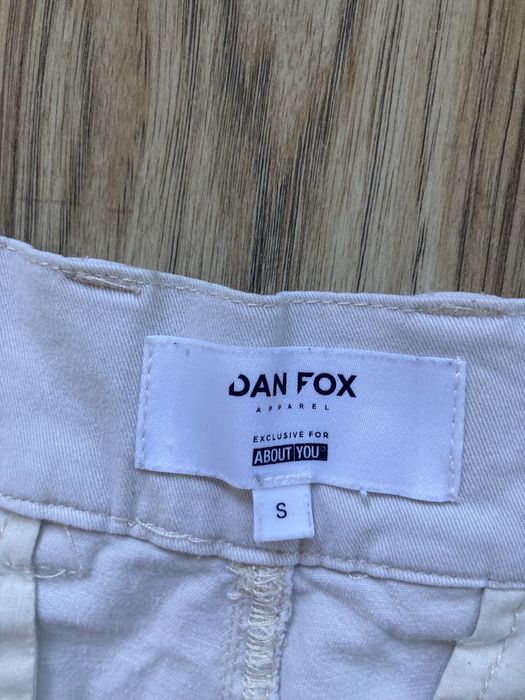 DAN FOX
APPAREL
EXCLUSIVE FOR
ABOUT YOU°
S